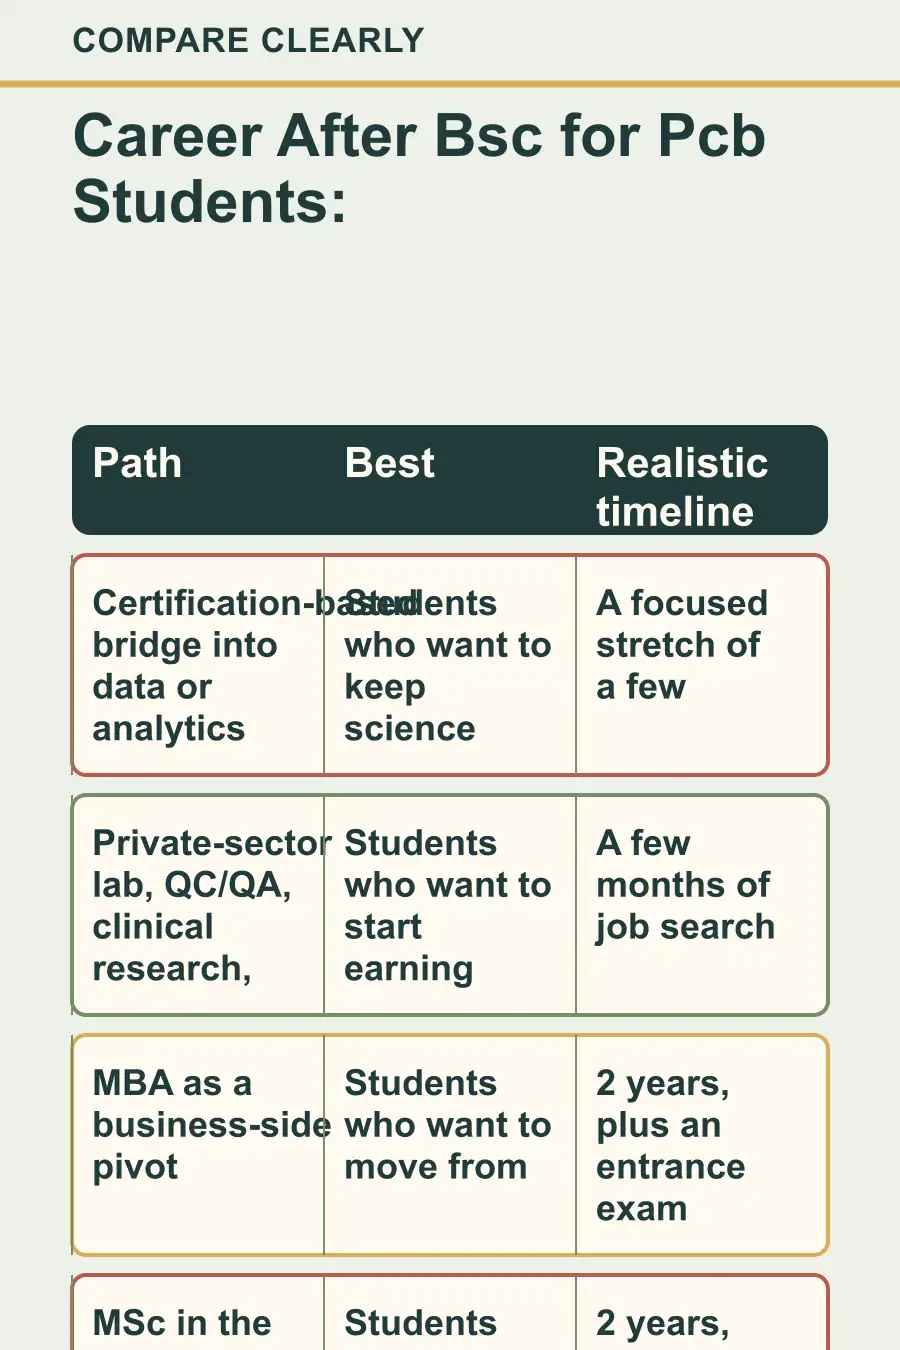 COMPARE CLEARLY
Career After Bsc for Pcb
Students:
Path
Best
Realistic
timeline
Certification-based
bridge into
data or
analytics
Students
who want to
keep
science
A focused
stretch of
a few
Private-sector
lab, QC/QA,
clinical
research,
Students
who want to
start
earning
A few
months of
job search
MBA as a
business-side
pivot
Students
who want to
move from
2 years,
plus an
entrance
exam
MSc in the
Students
2 years,